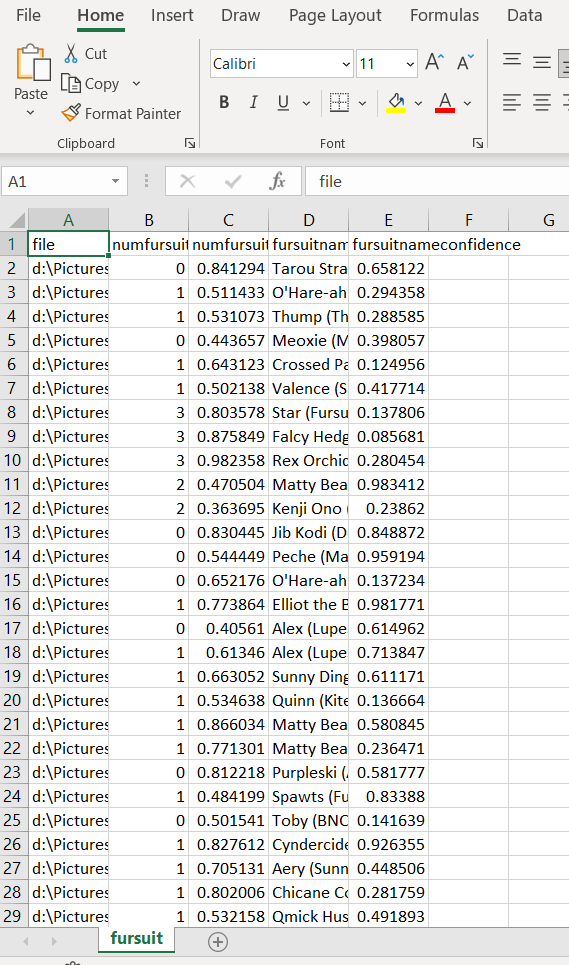 File Home Insert Draw Page Layout Formulas Data
Cut
Copy
Paste
Format Painter
Calibri 11 A A
B I U A
Clipboard Font
A1 fx file
A B C D E F G
1 file numfursuit numfursuit fursuitnam fursuitnameconfidence
2 d:\Pictures 0 0.841294 Tarou Stra 0.658122
3 d:\Pictures 1 0.511433 O'Hare-ah 0.294358
4 d:\Pictures 1 0.531073 Thump (Th 0.288585
5 d:\Pictures 0 0.443657 Meoxie (M 0.398057
6 d:\Pictures 1 0.643123 Crossed Pa 0.124956
7 d:\Pictures 1 0.502138 Valence (S 0.417714
8 d:\Pictures 3 0.803578 Star (Fursu 0.137806
9 d:\Pictures 3 0.875849 Falcy Hedg 0.085681
10 d:\Pictures 3 0.982358 Rex Orchid 0.280454
11 d:\Pictures 2 0.470504 Matty Bea 0.983412
12 d:\Pictures 2 0.363695 Kenji Ono ( 0.23862
13 d:\Pictures 0 0.830445 Jib Kodi (D 0.848872
14 d:\Pictures 0 0.544449 Peche (Ma 0.959194
15 d:\Pictures 0 0.652176 O'Hare-ah 0.137234
16 d:\Pictures 1 0.773864 Elliot the B 0.981771
17 d:\Pictures 0 0.40561 Alex (Lupe 0.614962
18 d:\Pictures 1 0.61346 Alex (Lupe 0.713847
19 d:\Pictures 1 0.663052 Sunny Ding 0.611171
20 d:\Pictures 1 0.534638 Quinn (Kite 0.136664
21 d:\Pictures 1 0.866034 Matty Bea 0.580845
22 d:\Pictures 1 0.771301 Matty Bea 0.236471
23 d:\Pictures 0 0.812218 Purpleski (A 0.581777
24 d:\Pictures 1 0.484199 Spawts (Fu 0.83388
25 d:\Pictures 0 0.501541 Toby (BNC 0.141639
26 d:\Pictures 1 0.827612 Cyndercide 0.926355
27 d:\Pictures 1 0.705131 Aery (Sunn 0.448506
28 d:\Pictures 1 0.802006 Chicane Co 0.281759
29 d:\Pictures 1 0.532158 Qmick Hus 0.491893
fursuit